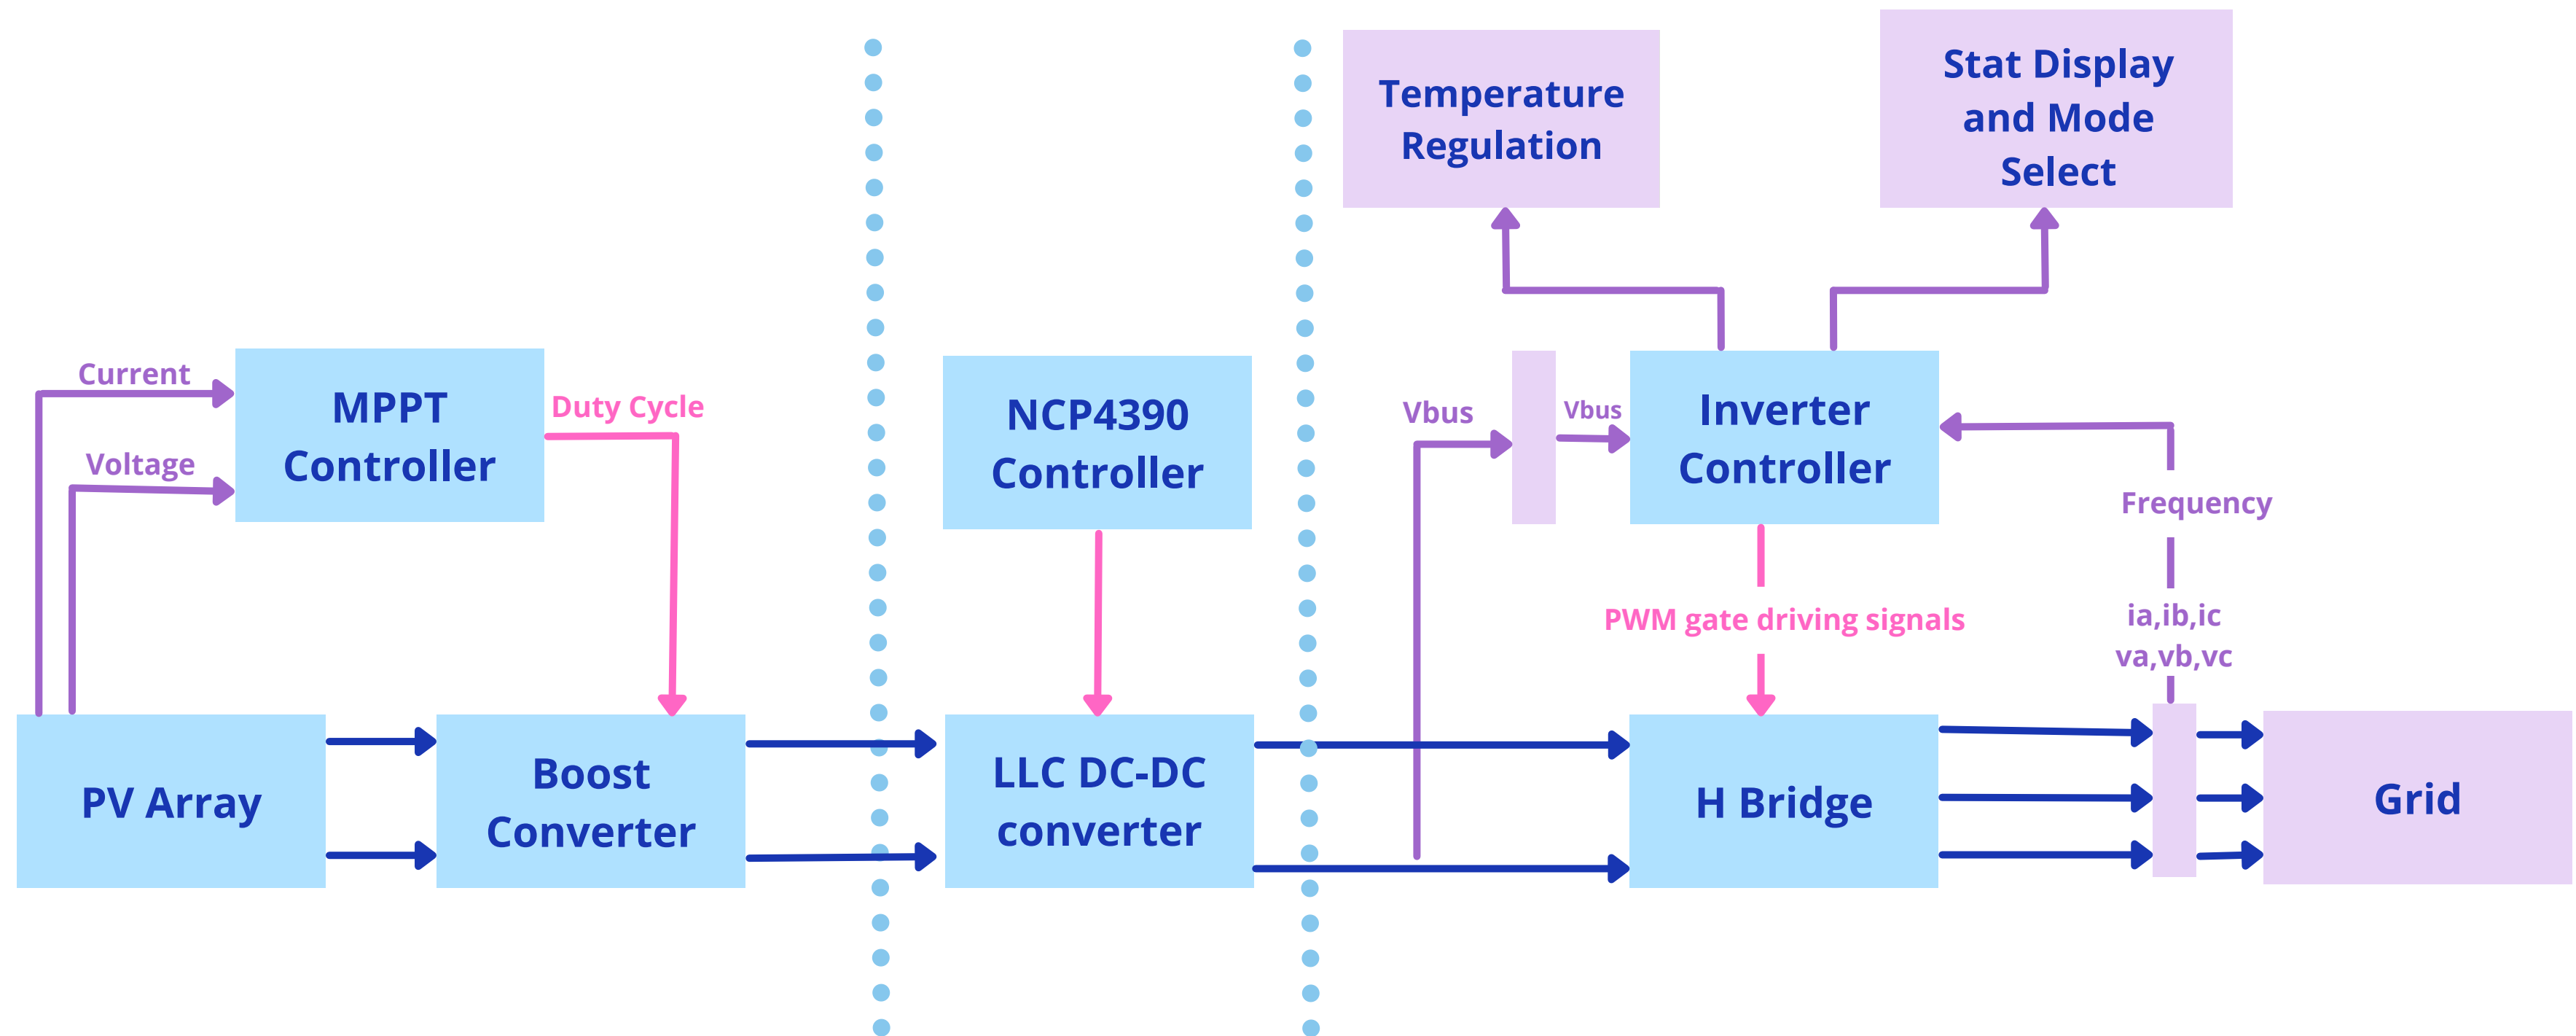 Temperature
Regulation
Stat Display
and Mode
Select
Current
Voltage
MPPT
Controller
Duty Cycle
NCP4390
Controller
Vbus
Vbus
Inverter
Controller
Frequency
PWM gate driving signals
ia,ib,ic
va,vb,vc
PV Array
Boost
Converter
LLC DC-DC
converter
H Bridge
Grid